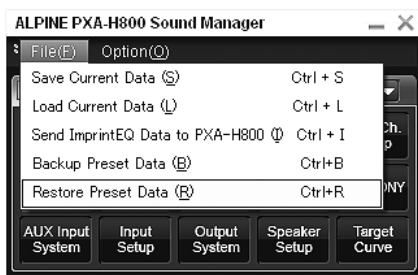 ALPINE PXA-H800 Sound Manager
File(F) Option(O)
Save Current Data (S) Ctrl + S
Load Current Data (L) Ctrl + L
Send ImprintEQ Data to PXA-H800 (I) Ctrl + I
Backup Preset Data (B) Ctrl+B
Restore Preset Data (R) Ctrl+R
AUX Input System
Input Setup
Output System
Speaker Setup
Target Curve